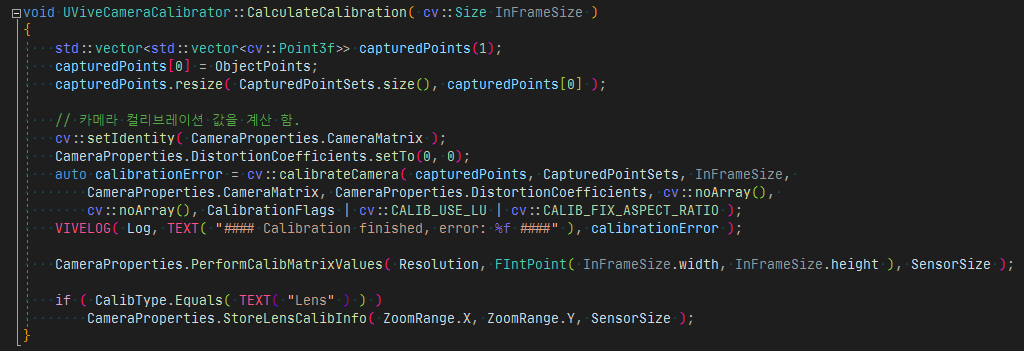 void UViveCameraCalibrator::CalculateCalibration( cv::Size InFrameSize )
{
    std::vector<std::vector<cv::Point3f>> capturedPoints(1);
    capturedPoints[0] = ObjectPoints;
    capturedPoints.resize( CapturedPointSets.size(), capturedPoints[0] );

    // 카메라 컬리브레이션 값을 계산 함.
    cv::setIdentity( CameraProperties.CameraMatrix );
    CameraProperties.DistortionCoefficients.setTo(0, 0);
    auto calibrationError = cv::calibrateCamera( capturedPoints, CapturedPointSets, InFrameSize,
        CameraProperties.CameraMatrix, CameraProperties.DistortionCoefficients, cv::noArray(),
        cv::noArray(), CalibrationFlags | cv::CALIB_USE_LU | cv::CALIB_FIX_ASPECT_RATIO );
    VIVELOG( Log, TEXT( "#### Calibration finished, error: %f ####" ), calibrationError );

    CameraProperties.PerformCalibMatrixValues( Resolution, FIntPoint( InFrameSize.width, InFrameSize.height ), SensorSize );

    if ( CalibType.Equals( TEXT( "Lens" ) ) )
        CameraProperties.StoreLensCalibInfo( ZoomRange.X, ZoomRange.Y, SensorSize );
}